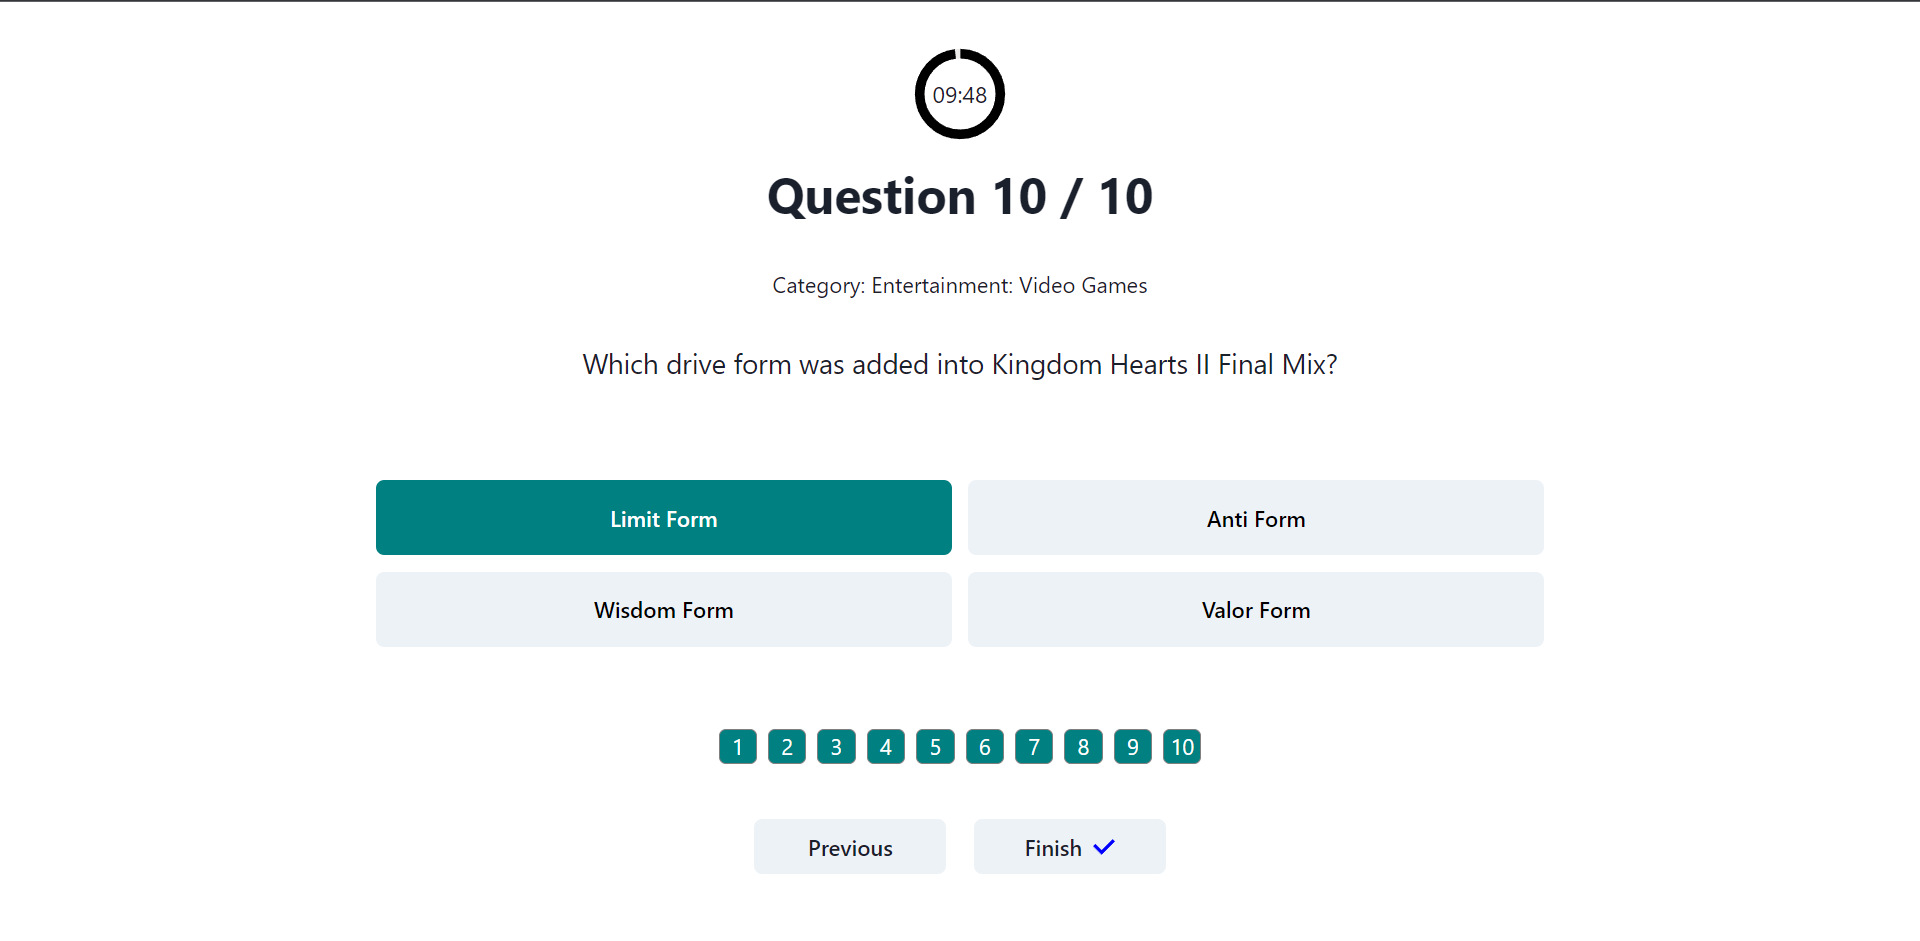 09:48
Question 10 / 10
Category: Entertainment: Video Games
Which drive form was added into Kingdom Hearts II Final Mix?
Limit Form
Anti Form
Wisdom Form
Valor Form
1 2 3 4 5 6 7 8 9 10
Previous
Finish